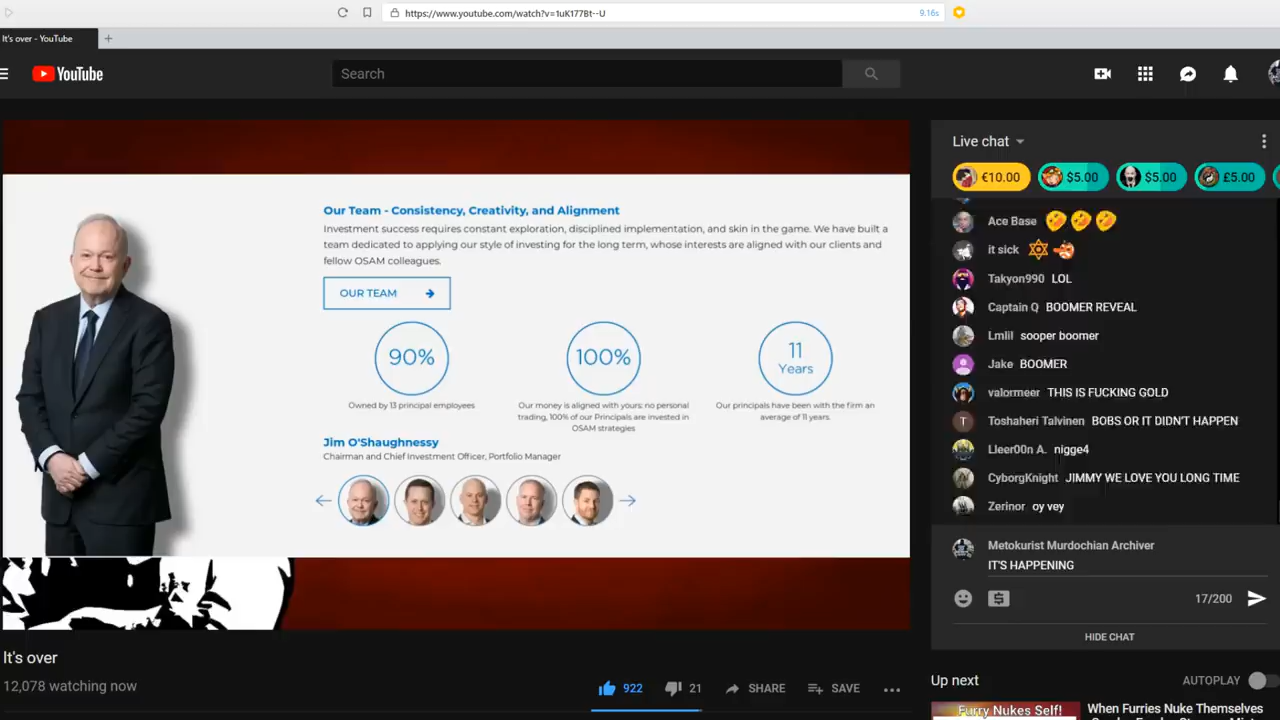 https://www.youtube.com/watch?v=1uK177Bt--U
9.16s
It's over - YouTube
YouTube
Search
Our Team - Consistency, Creativity, and Alignment
Investment success requires constant exploration, disciplined implementation, and skin in the game. We have built a
team dedicated to applying our style of investing for the long term, whose interests are aligned with our clients and
fellow OSAM colleagues.
OUR TEAM
90%
100%
11
Years
Owned by 13 principal employees
Our money is aligned with yours: no personal
trading, 100% of our Principals are invested in
OSAM strategies
Our principals have been with the firm an
average of 11 years.
Jim O'Shaughnessy
Chairman and Chief Investment Officer, Portfolio Manager
It's over
12,078 watching now
922
21
SHARE
SAVE
Live chat
€10.00
$5.00
$5.00
£5.00
Ace Base
it sick
Takyon990 LOL
Captain Q BOOMER REVEAL
Lmlil sooper boomer
Jake BOOMER
valormeer THIS IS FUCKING GOLD
Toshaheri Talvinen BOBS OR IT DIDN'T HAPPEN
Lleer00n A. nigge4
CyborgKnight JIMMY WE LOVE YOU LONG TIME
Zerinor oy vey
Metokurist Murdochian Archiver
IT'S HAPPENING
17/200
HIDE CHAT
Up next
AUTOPLAY
Furry Nukes Self!
When Furries Nuke Themselves